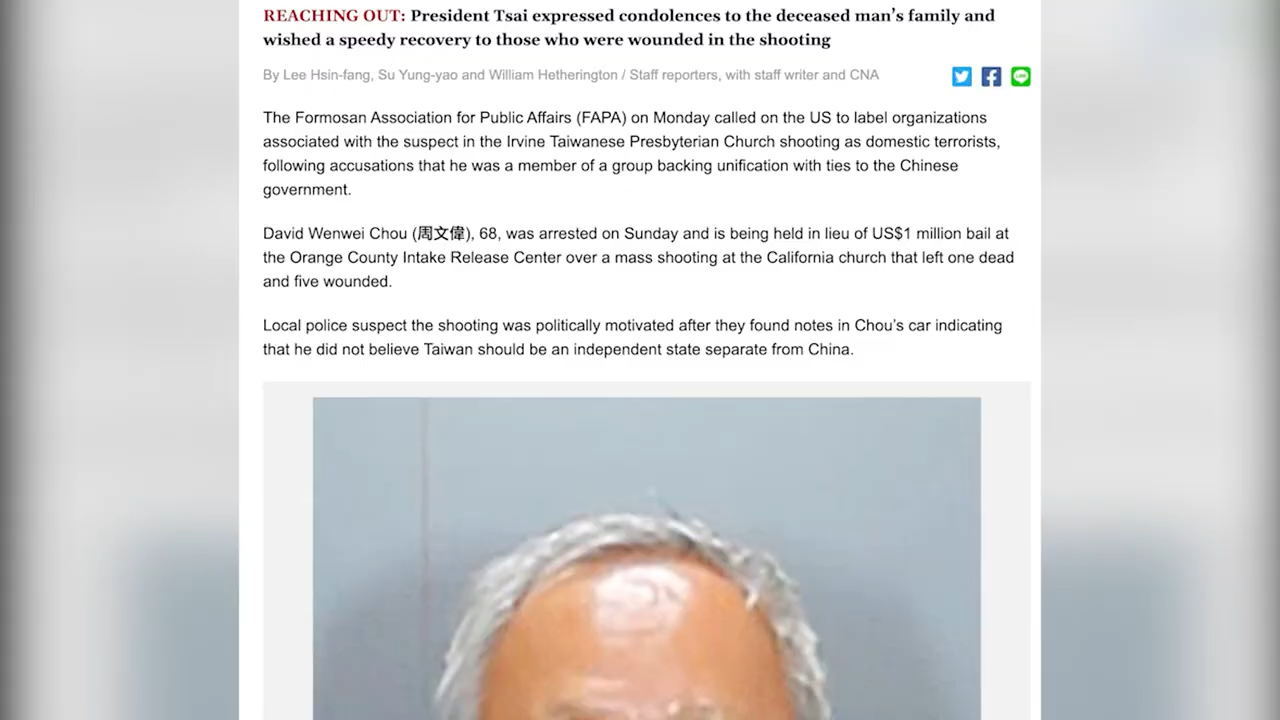 REACHING OUT: President Tsai expressed condolences to the deceased man’s family and
wished a speedy recovery to those who were wounded in the shooting
By Lee Hsin-fang, Su Yung-yao and William Hetherington / Staff reporters, with staff writer and CNA
LINE
The Formosan Association for Public Affairs (FAPA) on Monday called on the US to label organizations
associated with the suspect in the Irvine Taiwanese Presbyterian Church shooting as domestic terrorists,
following accusations that he was a member of a group backing unification with ties to the Chinese
government.
David Wenwei Chou (周文偉), 68, was arrested on Sunday and is being held in lieu of US$1 million bail at
the Orange County Intake Release Center over a mass shooting at the California church that left one dead
and five wounded.
Local police suspect the shooting was politically motivated after they found notes in Chou’s car indicating
that he did not believe Taiwan should be an independent state separate from China.